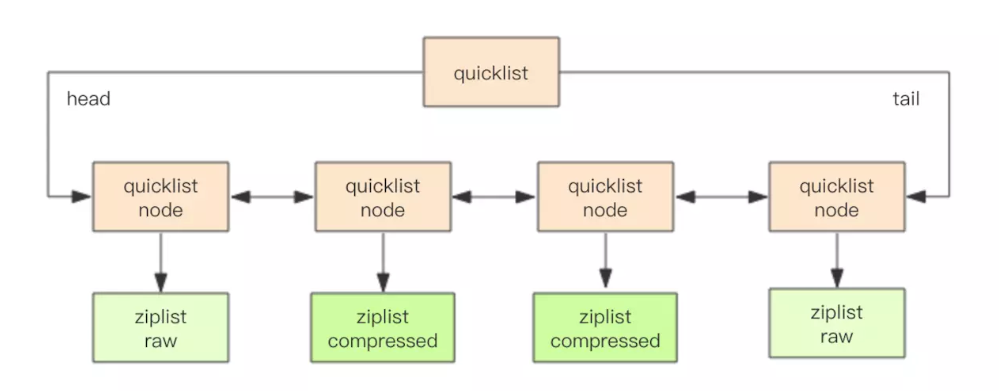 quicklist
head
tail
quicklist
node
quicklist
node
quicklist
node
quicklist
node
ziplist
raw
ziplist
compressed
ziplist
compressed
ziplist
raw